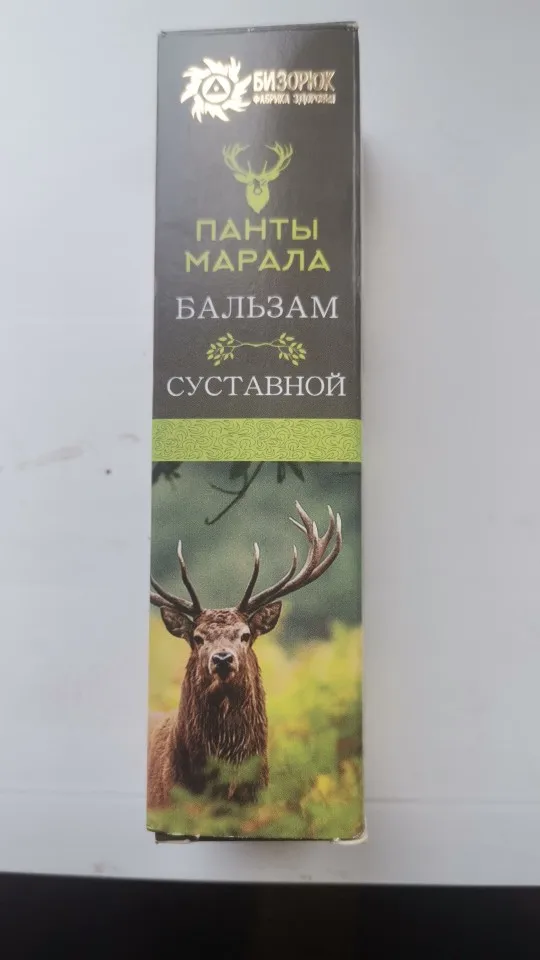 БИЗОРЮК
ФАБРИКА ЗДОРОВЬЯ
ПАНТЫ
МАРАЛА
БАЛЬЗАМ
СУСТАВНОЙ